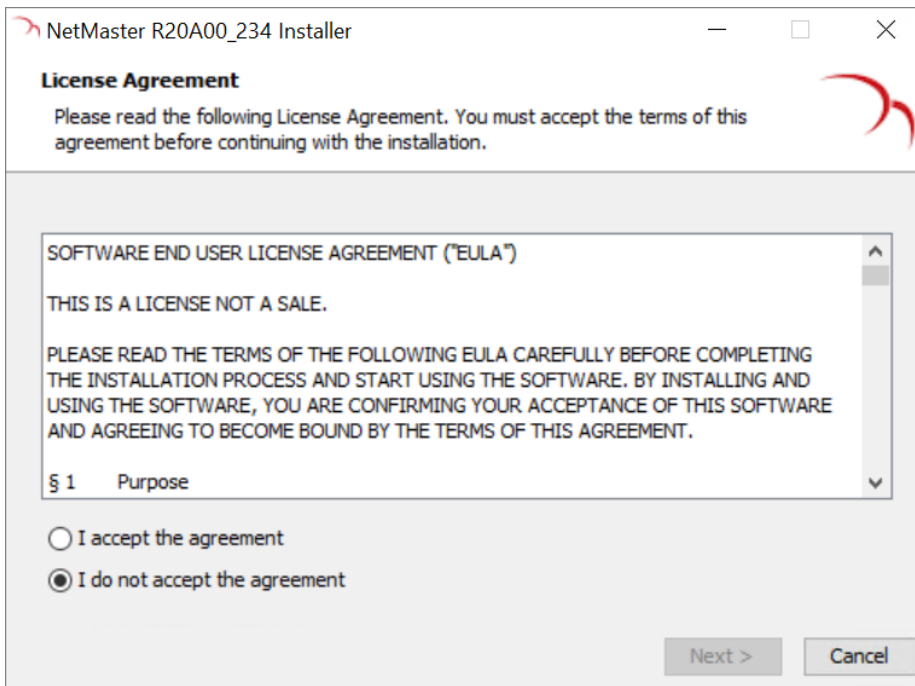 NetMaster R20A00_234 Installer
License Agreement
Please read the following License Agreement. You must accept the terms of this
agreement before continuing with the installation.
SOFTWARE END USER LICENSE AGREEMENT ("EULA")
THIS IS A LICENSE NOT A SALE.
PLEASE READ THE TERMS OF THE FOLLOWING EULA CAREFULLY BEFORE COMPLETING
THE INSTALLATION PROCESS AND START USING THE SOFTWARE. BY INSTALLING AND
USING THE SOFTWARE, YOU ARE CONFIRMING YOUR ACCEPTANCE OF THIS SOFTWARE
AND AGREEING TO BECOME BOUND BY THE TERMS OF THIS AGREEMENT.
§ 1 Purpose
I accept the agreement
I do not accept the agreement
Next >
Cancel